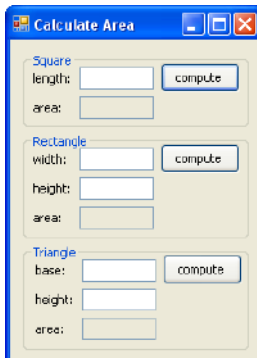 Calculate Area
Square
length:
compute
area:
Rectangle
width:
compute
height:
area:
Triangle
base:
compute
height:
area: